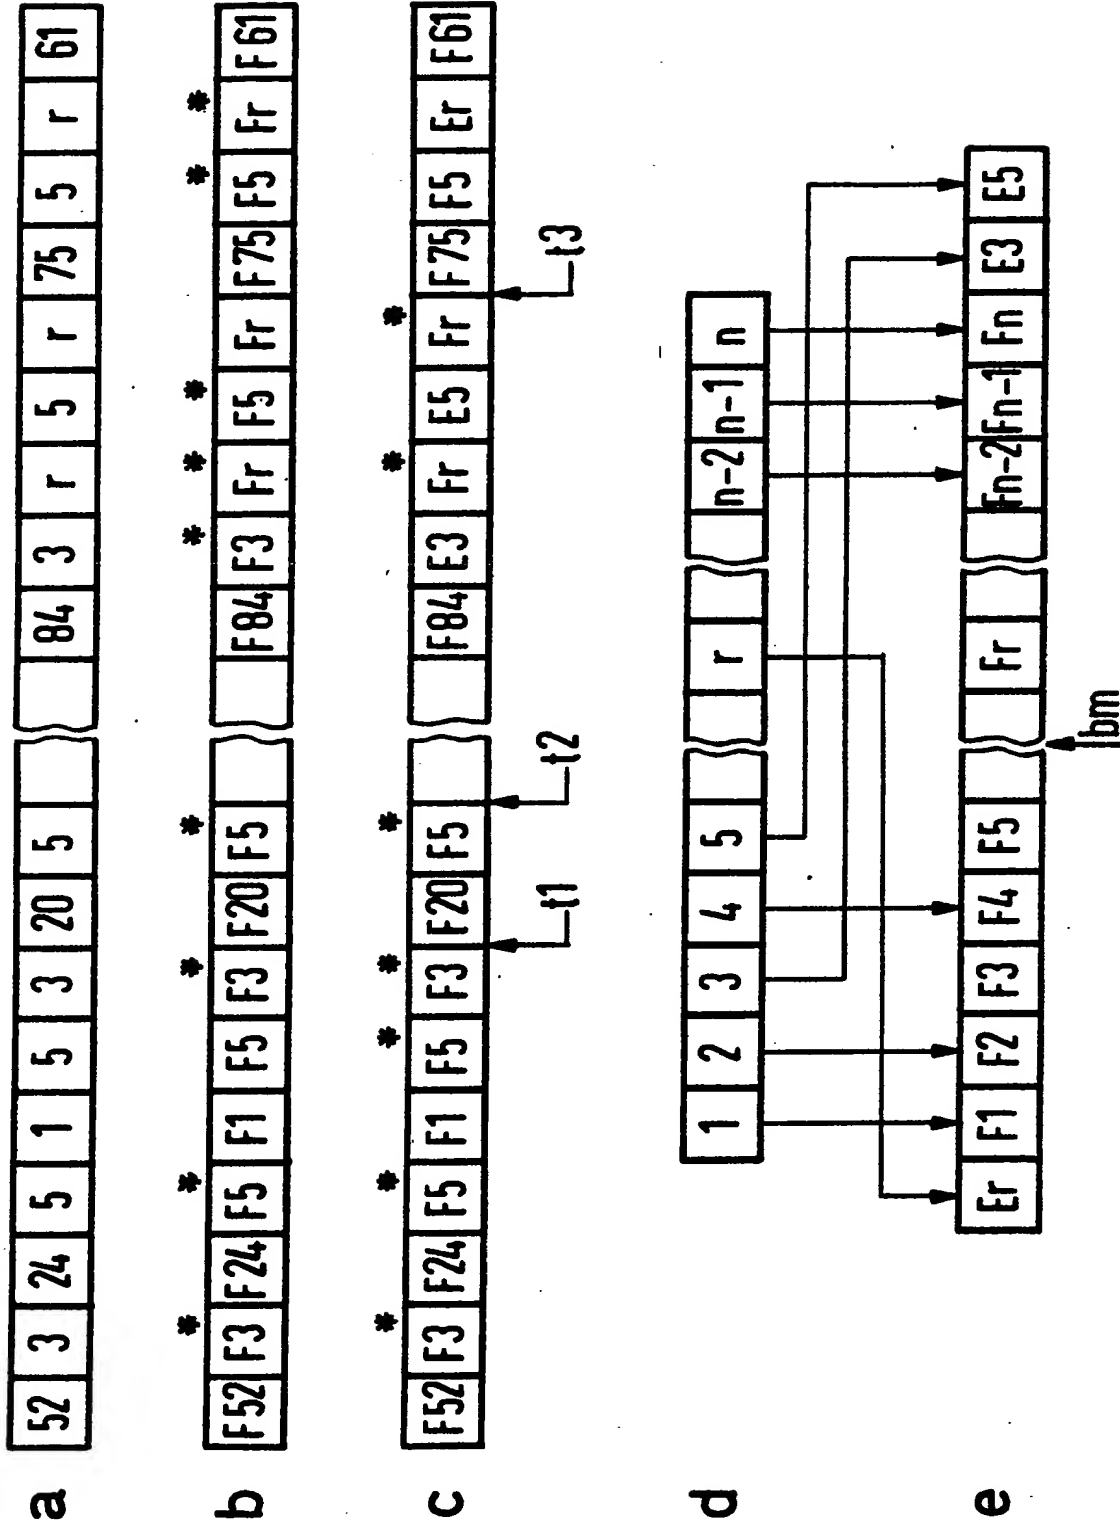 a 52 3 24 5 1 5 3 20 5 84 3 r 5 r 75 5 r 61
* * * * * * * * *
b F52 F3 F24 F5 F1 F5 F3 F20 F5 F84 F3 Fr F5 Fr F75 F5 Fr F61
* * * * * * *
c F52 F3 F24 F5 F1 F5 F3 F20 F5 F84 E3 Fr E5 Fr F75 F5 Er F61
t1 t2 t3
d 1 2 3 4 5 r n-2 n-1 n
e Er F1 F2 F3 F4 F5 Fr Fn-2 Fn-1 Fn E3 E5
bm